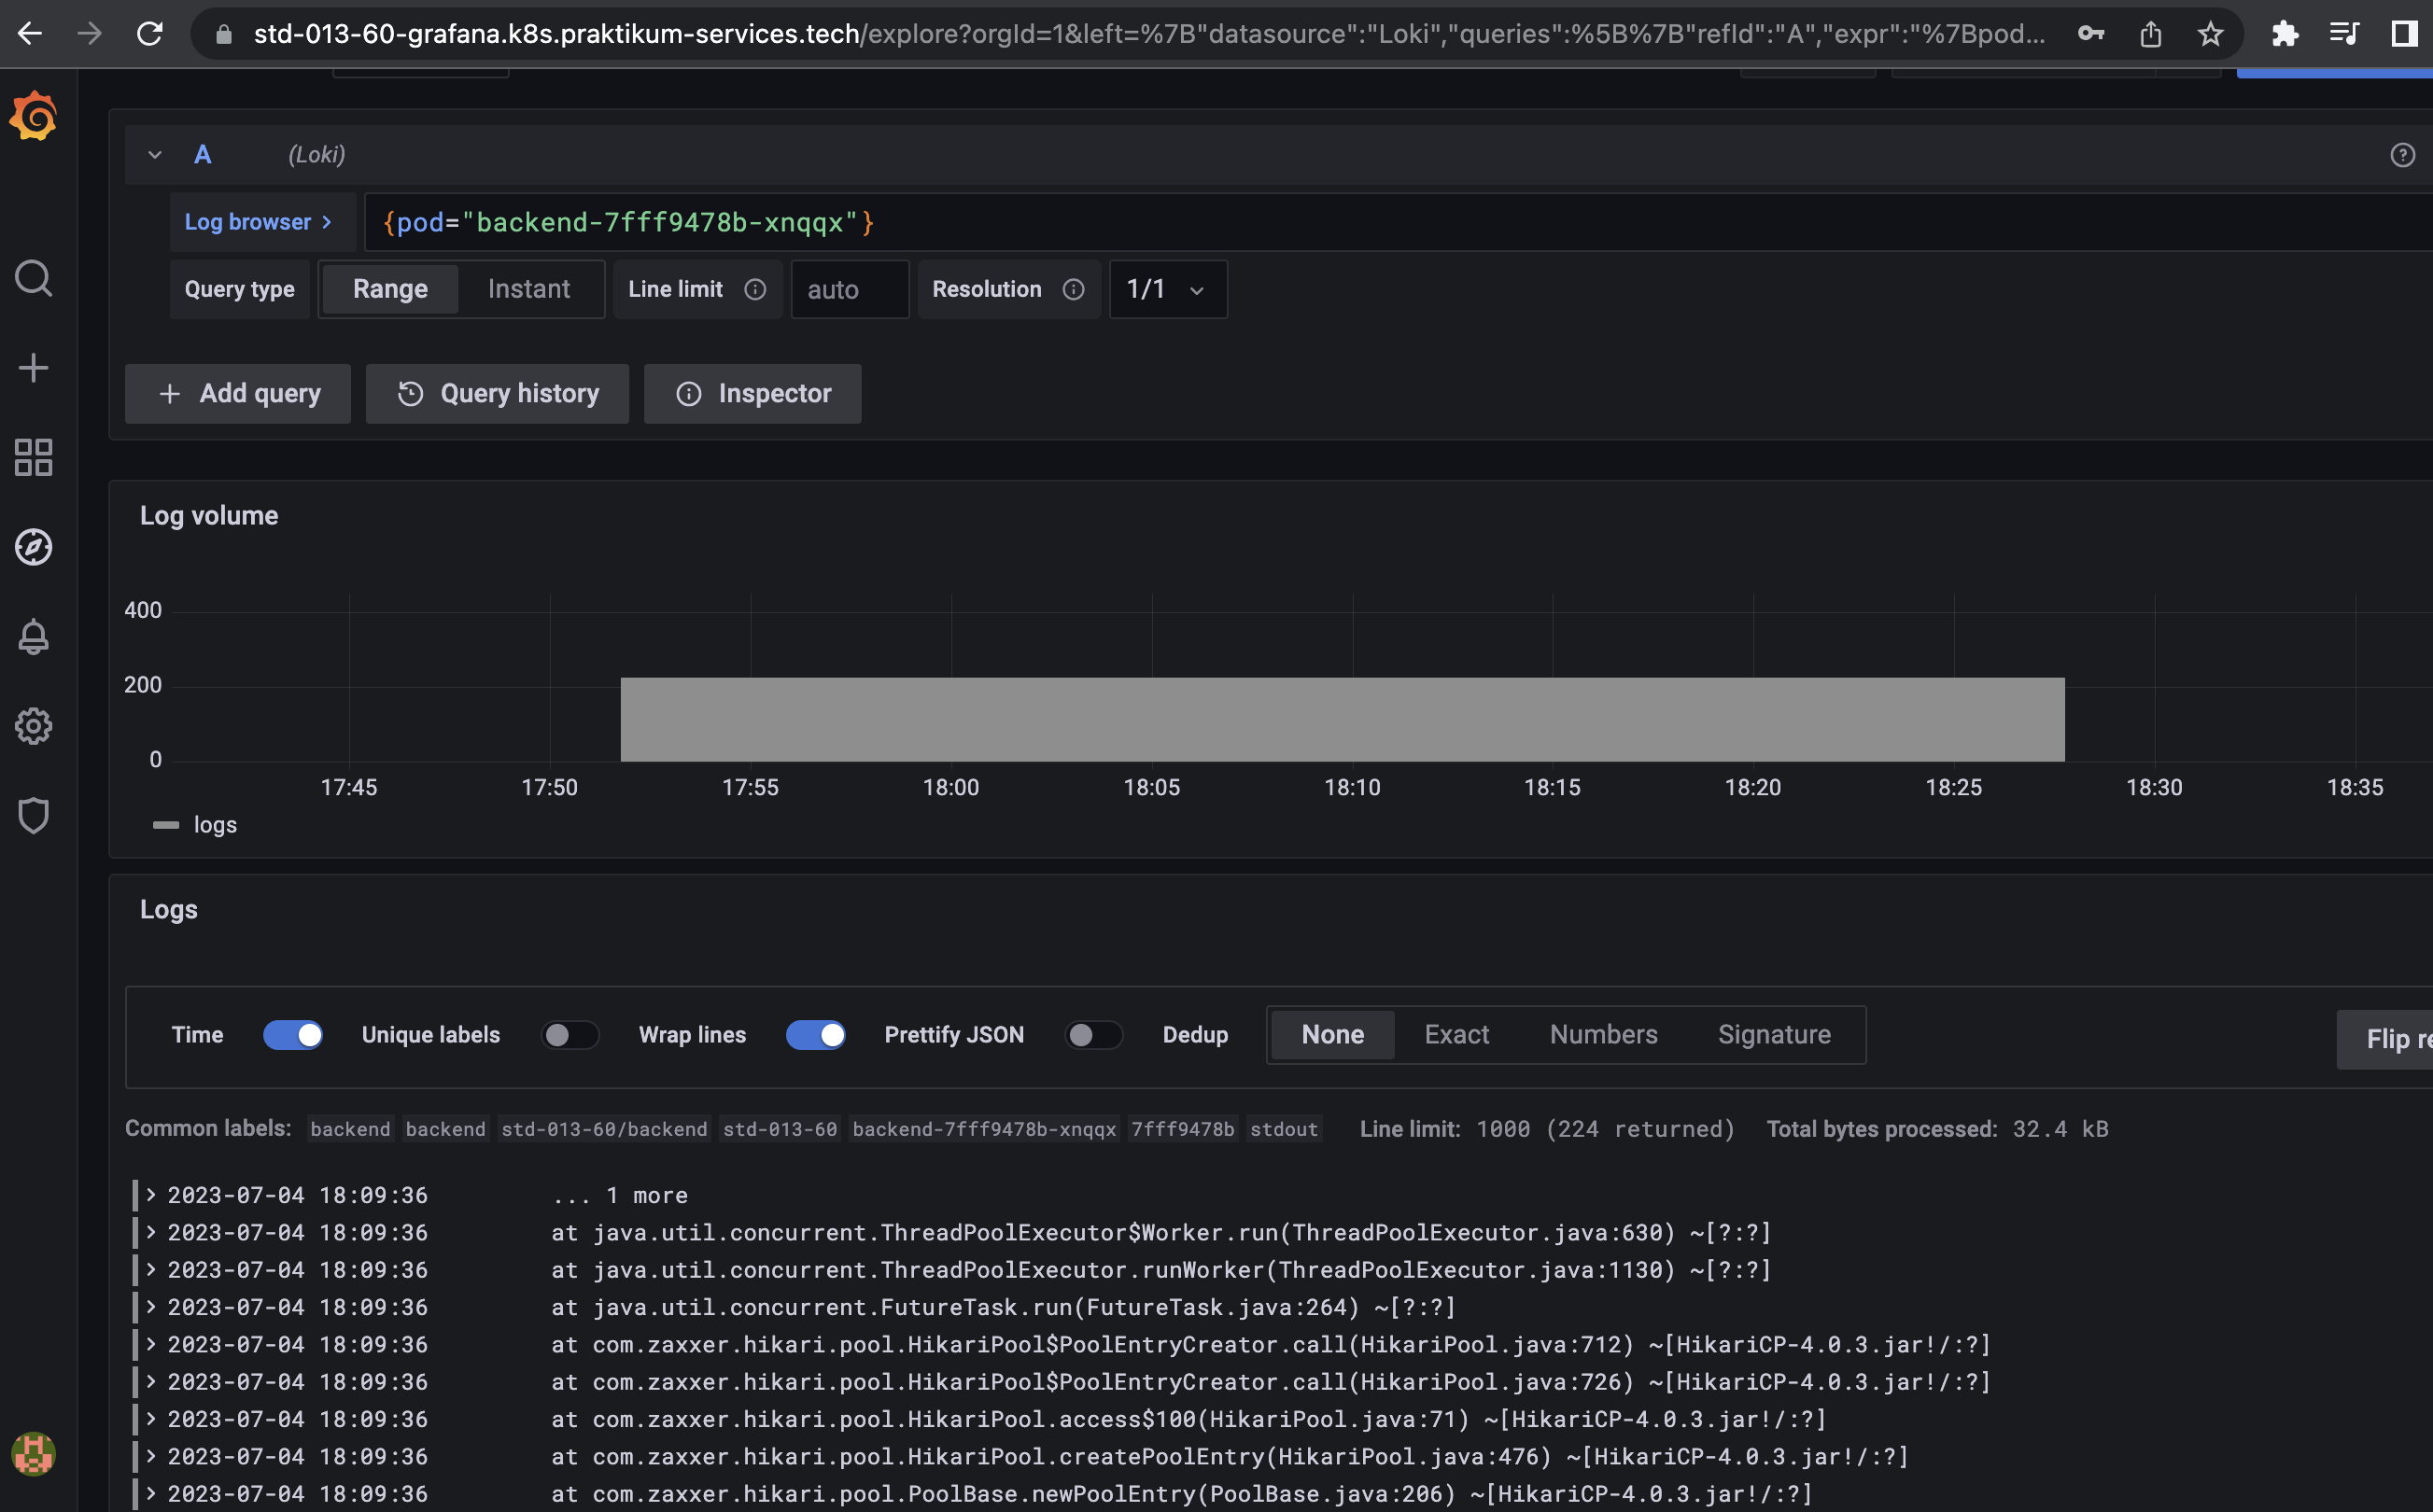 std-013-60-grafana.k8s.praktikum-services.tech/explore?orgId=1&left=%7B"datasource":"Loki","queries":%5B%7B"refId":"A","expr":"%7Bpod...
A (Loki)
Log browser > {pod="backend-7fff9478b-xnqqx"}
Query type Range Instant Line limit auto Resolution 1/1
+ Add query Query history Inspector
Log volume
400
200
0
17:45 17:50 17:55 18:00 18:05 18:10 18:15 18:20 18:25 18:30 18:35
logs
Logs
Time Unique labels Wrap lines Prettify JSON Dedup None Exact Numbers Signature Flip re
Common labels: backend backend std-013-60/backend std-013-60 backend-7fff9478b-xnqqx 7fff9478b stdout Line limit: 1000 (224 returned) Total bytes processed: 32.4 kB
> 2023-07-04 18:09:36 ... 1 more
> 2023-07-04 18:09:36 at java.util.concurrent.ThreadPoolExecutor$Worker.run(ThreadPoolExecutor.java:630) ~[?:?]
> 2023-07-04 18:09:36 at java.util.concurrent.ThreadPoolExecutor.runWorker(ThreadPoolExecutor.java:1130) ~[?:?]
> 2023-07-04 18:09:36 at java.util.concurrent.FutureTask.run(FutureTask.java:264) ~[?:?]
> 2023-07-04 18:09:36 at com.zaxxer.hikari.pool.HikariPool$PoolEntryCreator.call(HikariPool.java:712) ~[HikariCP-4.0.3.jar!/:?]
> 2023-07-04 18:09:36 at com.zaxxer.hikari.pool.HikariPool$PoolEntryCreator.call(HikariPool.java:726) ~[HikariCP-4.0.3.jar!/:?]
> 2023-07-04 18:09:36 at com.zaxxer.hikari.pool.HikariPool.access$100(HikariPool.java:71) ~[HikariCP-4.0.3.jar!/:?]
> 2023-07-04 18:09:36 at com.zaxxer.hikari.pool.HikariPool.createPoolEntry(HikariPool.java:476) ~[HikariCP-4.0.3.jar!/:?]
> 2023-07-04 18:09:36 at com.zaxxer.hikari.pool.PoolBase.newPoolEntry(PoolBase.java:206) ~[HikariCP-4.0.3.jar!/:?]